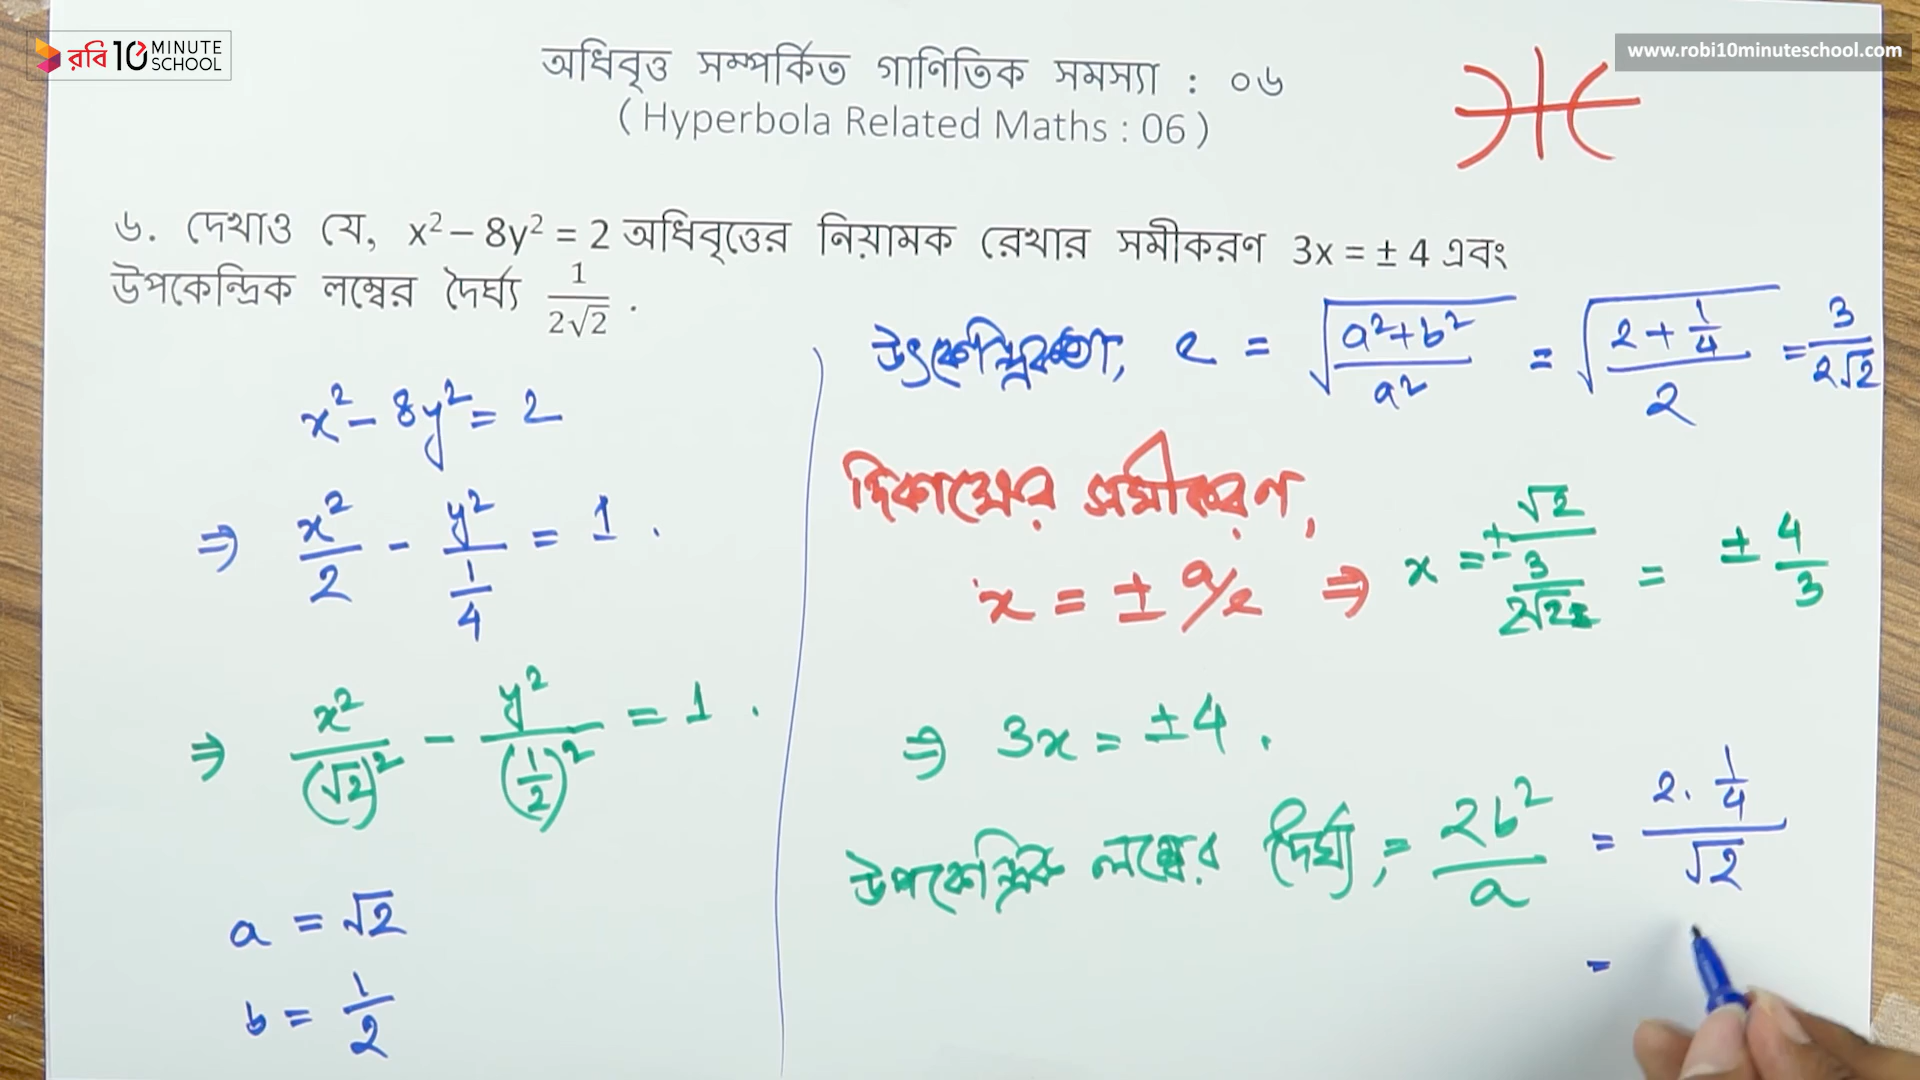 রবি 10 MINUTE SCHOOL
www.robi10minuteschool.com
অধিবৃত্ত সম্পর্কিত গাণিতিক সমস্যা : ০৬
( Hyperbola Related Maths : 06 )
৬. দেখাও যে, x² – 8y² = 2 অধিবৃত্তের নিয়ামক রেখার সমীকরণ 3x = ± 4 এবং
উপকেন্দ্রিক লম্বের দৈর্ঘ্য 1/(2√2) .
x² - 8y² = 2
⇒ x²/2 - y²/(1/4) = 1 .
⇒ x²/(√2)² - y²/(1/2)² = 1 .
a = √2
b = 1/2
উৎকেন্দ্রিকতা, e = √((a²+b²)/a²) = √((2 + 1/4)/2) = 3/(2√2)
দিকাক্ষের সমীকরণ,
x = ± a/e ⇒ x = ± √2/(3/(2√2)) = ± 4/3
⇒ 3x = ±4 .
উপকেন্দ্রিক লম্বের দৈর্ঘ্য, = 2b²/a = (2 . 1/4)/√2
=